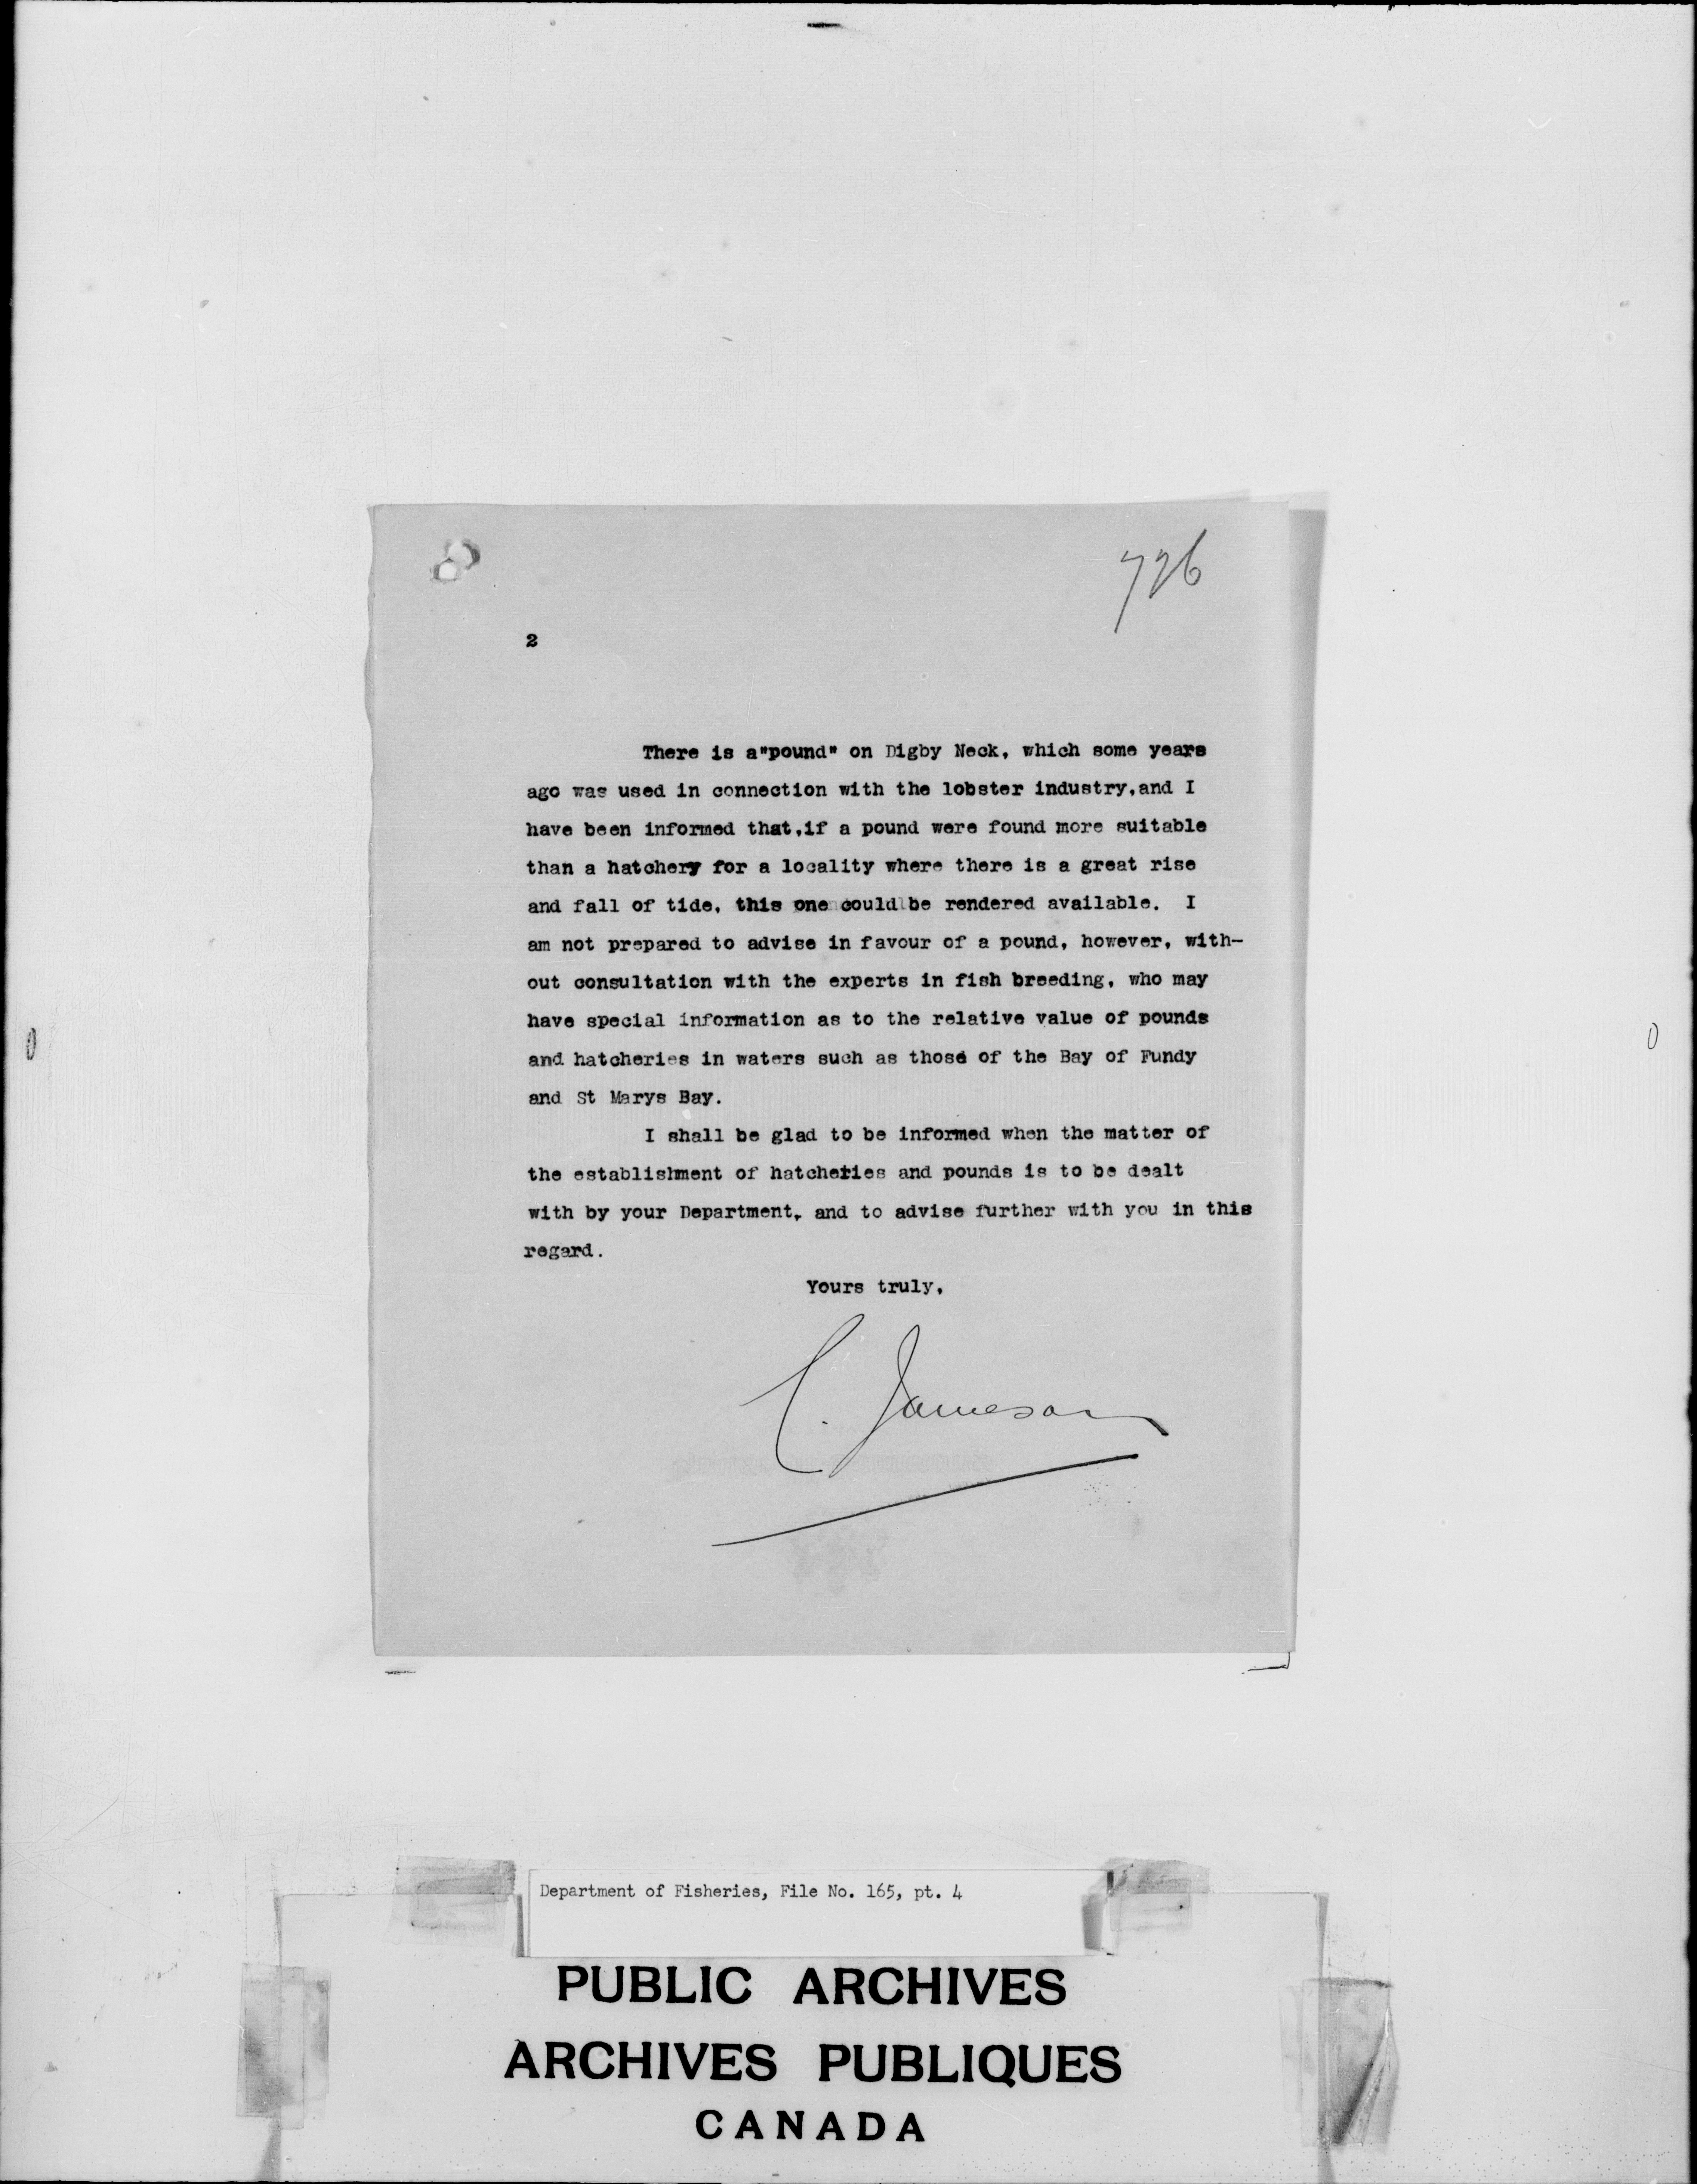 726
2
There is a"pound" on Digby Neck, which some years
ago was used in connection with the lobster industry,and I
have been informed that,if a pound were found more suitable
than a hatchery for a locality where there is a great rise
and fall of tide, this one could be rendered available. I
am not prepared to advise in favour of a pound, however, with-
out consultation with the experts in fish breeding, who may
have special information as to the relative value of pounds
and hatcheries in waters such as those of the Bay of Fundy
and St Marys Bay.
I shall be glad to be informed when the matter of
the establishment of hatcheries and pounds is to be dealt
with by your Department, and to advise further with you in this
regard.
Yours truly,
C. Jameson
Department of Fisheries, File No. 165, pt. 4
PUBLIC ARCHIVES
ARCHIVES PUBLIQUES
CANADA